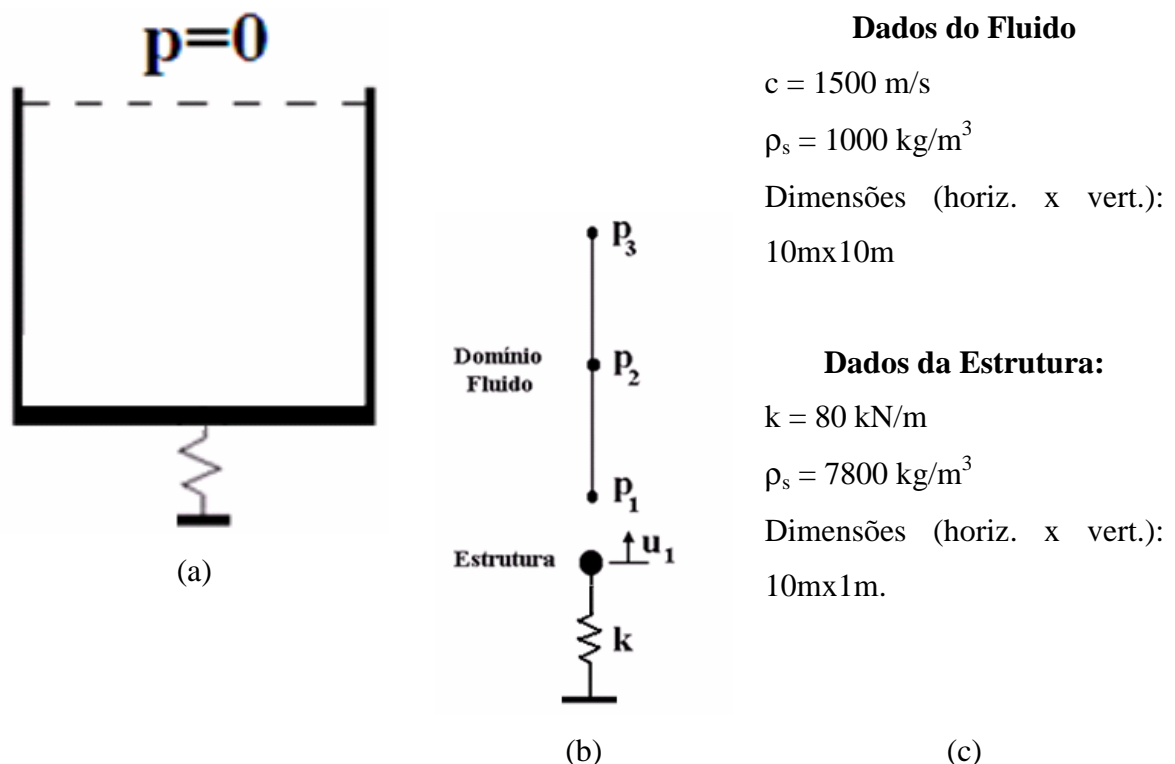 p=0
(a)
p3
Domínio
Fluido
p2
p1
Estrutura
u1
k
(b)
Dados do Fluido
c = 1500 m/s
ρs = 1000 kg/m³
Dimensões (horiz. x vert.):
10mx10m
Dados da Estrutura:
k = 80 kN/m
ρs = 7800 kg/m³
Dimensões (horiz. x vert.):
10mx1m.
(c)